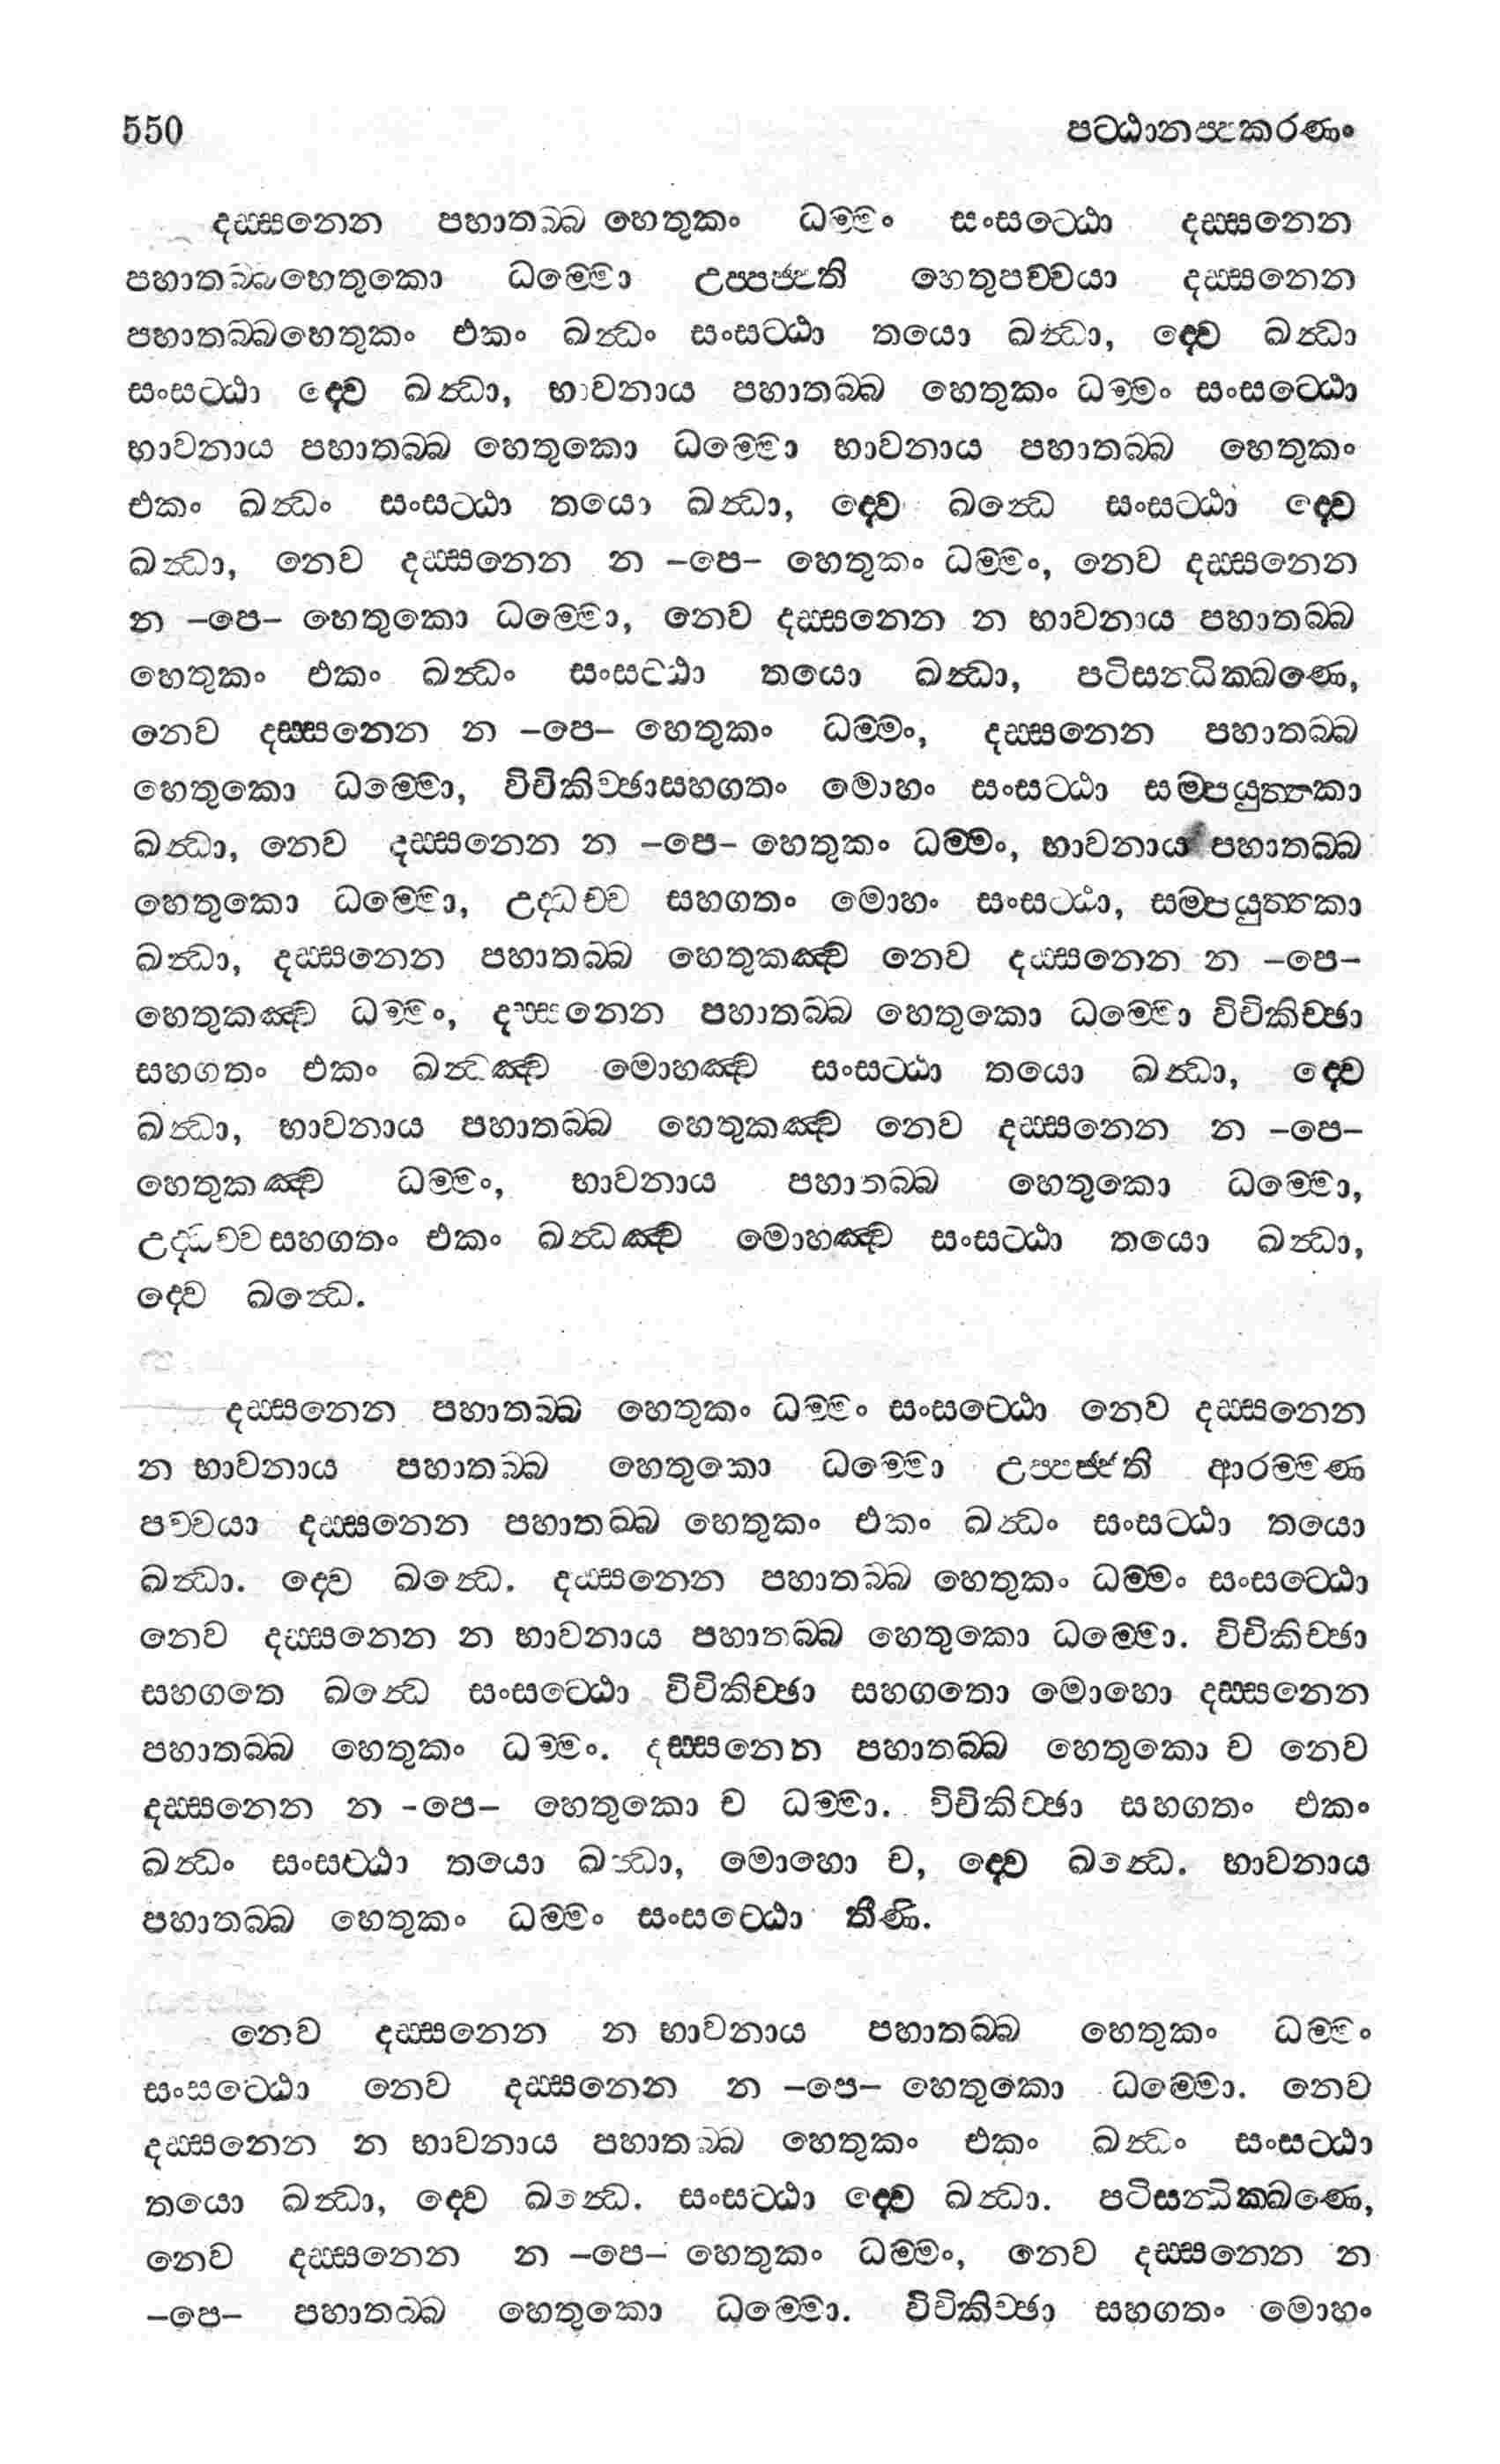 550 පට්ඨානප්පකරණං
දස්සනෙන පහාතබ්බ හෙතුකං ධම්මං සංසට්ඨො දස්සනෙන
පහාතබ්බහෙතුකො ධම්මො උප්පජ්ජති හෙතුපච්චයා දස්සනෙන
පහාතබ්බහෙතුකං එකං ඛන්ධං සංසට්ඨා තයො ඛන්ධා, ද්වෙ ඛන්ධා
සංසට්ඨා ද්වෙ ඛන්ධා, භාවනාය පහාතබ්බ හෙතුකං ධම්මං සංසට්ඨො
භාවනාය පහාතබ්බ හෙතුකො ධම්මො භාවනාය පහාතබ්බ හෙතුකං
එකං ඛන්ධං සංසට්ඨා තයො ඛන්ධා, ද්වෙ ඛන්ධෙ සංසට්ඨා ද්වෙ
ඛන්ධා, නෙව දස්සනෙන න –පෙ– හෙතුකං ධම්මං, නෙව දස්සනෙන
න –පෙ– හෙතුකො ධම්මො, නෙව දස්සනෙන න භාවනාය පහාතබ්බ
හෙතුකං එකං ඛන්ධං සංසට්ඨා තයො ඛන්ධා, පටිසන්ධික්ඛණෙ,
නෙව දස්සනෙන න –පෙ– හෙතුකං ධම්මං, දස්සනෙන පහාතබ්බ
හෙතුකො ධම්මො, විචිකිච්ඡාසහගතං මොහං සංසට්ඨා සම්පයුත්තකා
ඛන්ධා, නෙව දස්සනෙන න –පෙ– හෙතුකං ධම්මං, භාවනාය පහාතබ්බ
හෙතුකො ධම්මො, උද්ධච්ච සහගතං මොහං සංසට්ඨා, සම්පයුත්තකා
ඛන්ධා, දස්සනෙන පහාතබ්බ හෙතුකඤ්ච නෙව දස්සනෙන න –පෙ–
හෙතුකඤ්ච ධම්මං, දස්සනෙන පහාතබ්බ හෙතුකො ධම්මො විචිකිච්ඡා
සහගතං එකං ඛන්ධඤ්ච මොහඤ්ච සංසට්ඨා තයො ඛන්ධා, ද්වෙ
ඛන්ධා, භාවනාය පහාතබ්බ හෙතුකඤ්ච නෙව දස්සනෙන න –පෙ–
හෙතුකඤ්ච ධම්මං, භාවනාය පහාතබ්බ හෙතුකො ධම්මො,
උද්ධච්චසහගතං එකං ඛන්ධඤ්ච මොහඤ්ච සංසට්ඨා තයො ඛන්ධා,
ද්වෙ ඛන්ධෙ.
දස්සනෙන පහාතබ්බ හෙතුකං ධම්මං සංසට්ඨො නෙව දස්සනෙන
න භාවනාය පහාතබ්බ හෙතුකො ධම්මො උප්පජ්ජති ආරම්මණ
පච්චයා දස්සනෙන පහාතබ්බ හෙතුකං එකං ඛන්ධං සංසට්ඨා තයො
ඛන්ධා. ද්වෙ ඛන්ධෙ. දස්සනෙන පහාතබ්බ හෙතුකං ධම්මං සංසට්ඨො
නෙව දස්සනෙන න භාවනාය පහාතබ්බ හෙතුකො ධම්මො. විචිකිච්ඡා
සහගතෙ ඛන්ධෙ සංසට්ඨො විචිකිච්ඡා සහගතො මොහො දස්සනෙන
පහාතබ්බ හෙතුකං ධම්මං. දස්සනෙන පහාතබ්බ හෙතුකො ච නෙව
දස්සනෙන න –පෙ– හෙතුකො ච ධම්මා. විචිකිච්ඡා සහගතං එකං
ඛන්ධං සංසට්ඨා තයො ඛන්ධා, මොහො ච, ද්වෙ ඛන්ධෙ. භාවනාය
පහාතබ්බ හෙතුකං ධම්මං සංසට්ඨො තීණි.
නෙව දස්සනෙන න භාවනාය පහාතබ්බ හෙතුකං ධම්මං
සංසට්ඨො නෙව දස්සනෙන න –පෙ– හෙතුකො ධම්මො. නෙව
දස්සනෙන න භාවනාය පහාතබ්බ හෙතුකං එකං ඛන්ධං සංසට්ඨා
තයො ඛන්ධා, ද්වෙ ඛන්ධෙ. සංසට්ඨා ද්වෙ ඛන්ධා. පටිසන්ධික්ඛණෙ,
නෙව දස්සනෙන න –පෙ– හෙතුකං ධම්මං, නෙව දස්සනෙන න
–පෙ– පහාතබ්බ හෙතුකො ධම්මො. විචිකිච්ඡා සහගතං මොහං